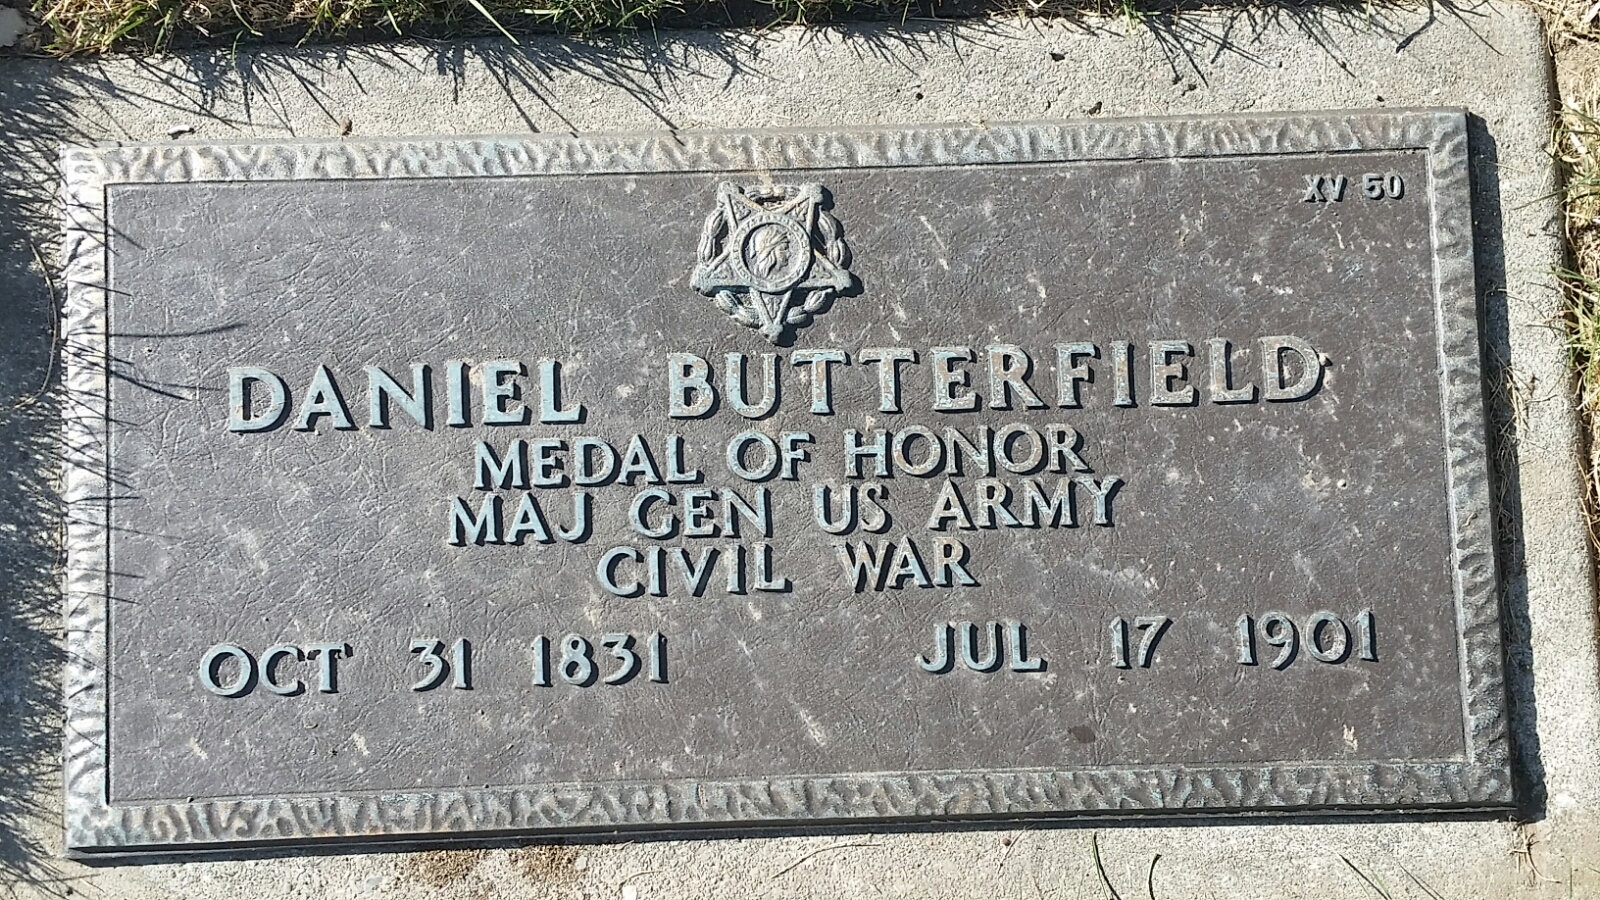 XV 50
DANIEL BUTTERFIELD
MEDAL OF HONOR
MAJ GEN US ARMY
CIVIL WAR
OCT 31 1831 JUL 17 1901